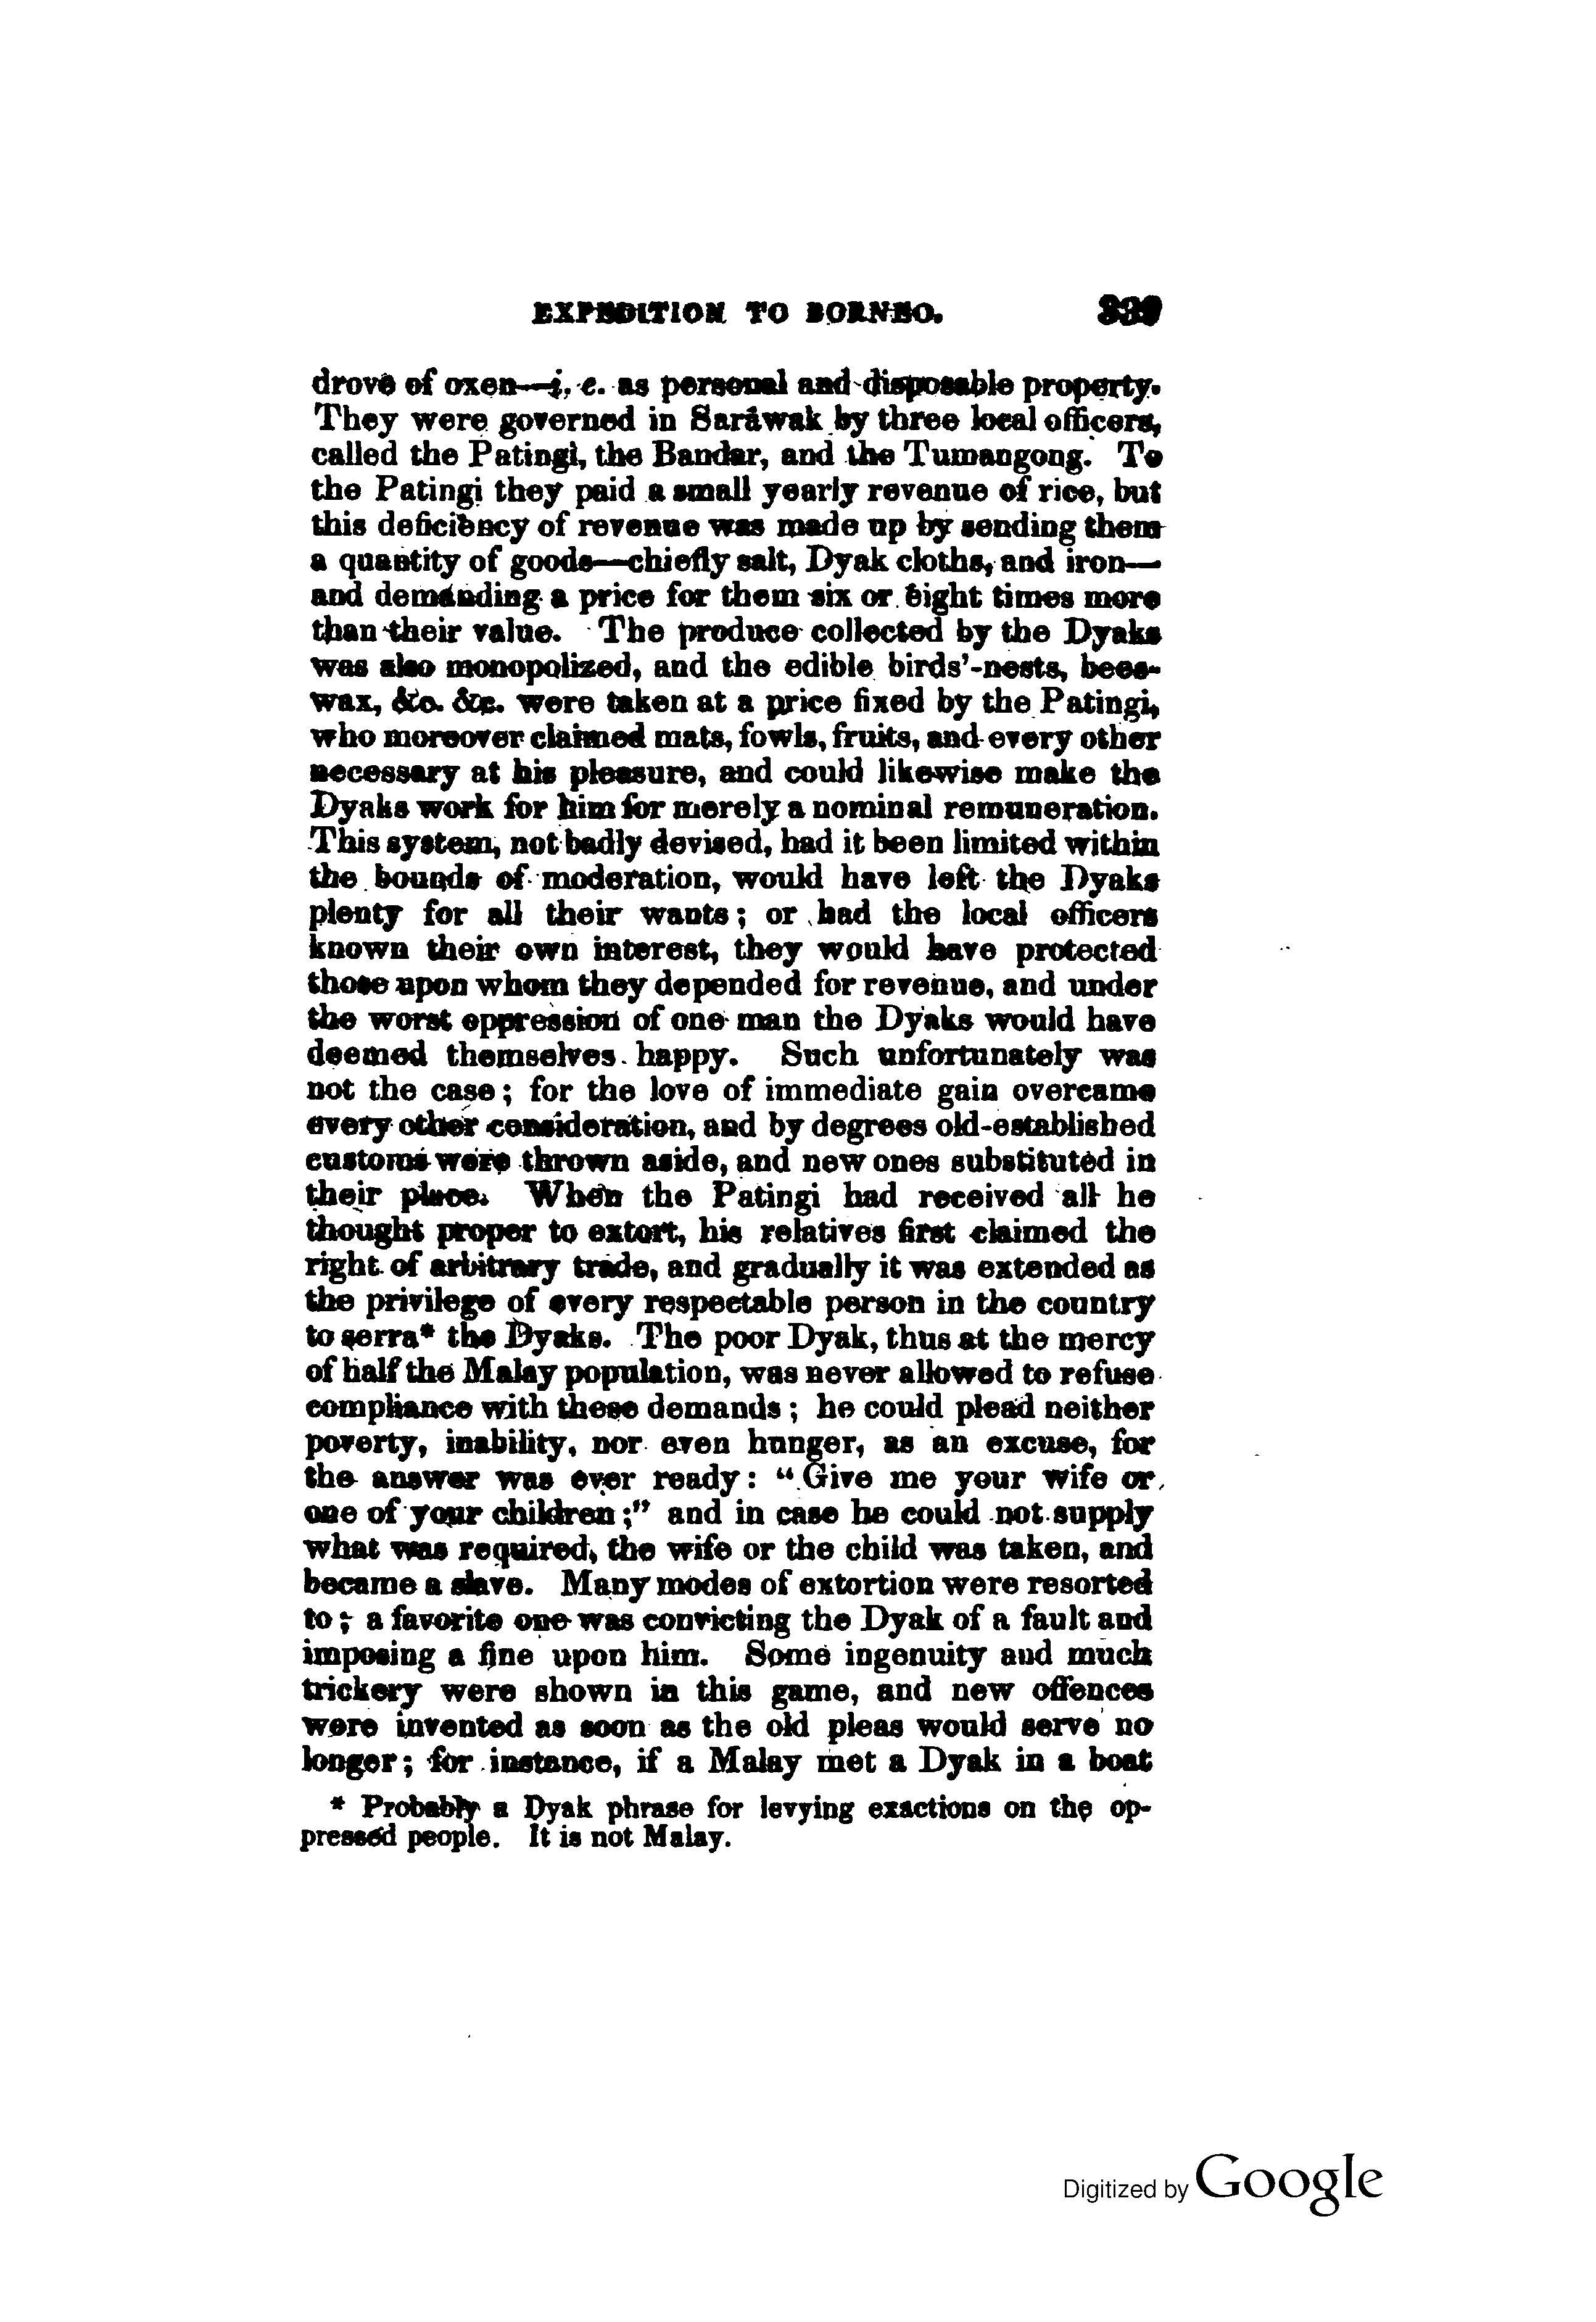 EXPEDITION TO BORNEO. 339
drove of oxen—i. e. as personal and disposable property.
They were governed in Saráwak by three local officers,
called the Patingi, the Bandar, and the Tumangong. To
the Patingi they paid a small yearly revenue of rice, but
this deficiency of revenue was made up by sending them
a quantity of goods—chiefly salt, Dyak cloths, and iron—
and demanding a price for them six or eight times more
than their value. The produce collected by the Dyaks
was also monopolized, and the edible birds'-nests, bees-
wax, &c. &c. were taken at a price fixed by the Patingi,
who moreover claimed mats, fowls, fruits, and every other
necessary at his pleasure, and could likewise make the
Dyaks work for him for merely a nominal remuneration.
This system, not badly devised, had it been limited within
the bounds of moderation, would have left the Dyaks
plenty for all their wants; or had the local officers
known their own interest, they would have protected
those upon whom they depended for revenue, and under
the worst oppression of one man the Dyaks would have
deemed themselves happy. Such unfortunately was
not the case; for the love of immediate gain overcame
every other consideration, and by degrees old-established
customs were thrown aside, and new ones substituted in
their place. When the Patingi had received all he
thought proper to extort, his relatives first claimed the
right of arbitrary trade, and gradually it was extended as
the privilege of every respectable person in the country
to serra* the Dyaks. The poor Dyak, thus at the mercy
of half the Malay population, was never allowed to refuse
compliance with these demands; he could plead neither
poverty, inability, nor even hunger, as an excuse, for
the answer was ever ready: "Give me your wife or
one of your children;" and in case he could not supply
what was required, the wife or the child was taken, and
became a slave. Many modes of extortion were resorted
to; a favorite one was convicting the Dyak of a fault and
imposing a fine upon him. Some ingenuity and much
trickery were shown in this game, and new offences
were invented as soon as the old pleas would serve no
longer; for instance, if a Malay met a Dyak in a boat
* Probably a Dyak phrase for levying exactions on the op-
pressed people. It is not Malay.
Digitized by Google